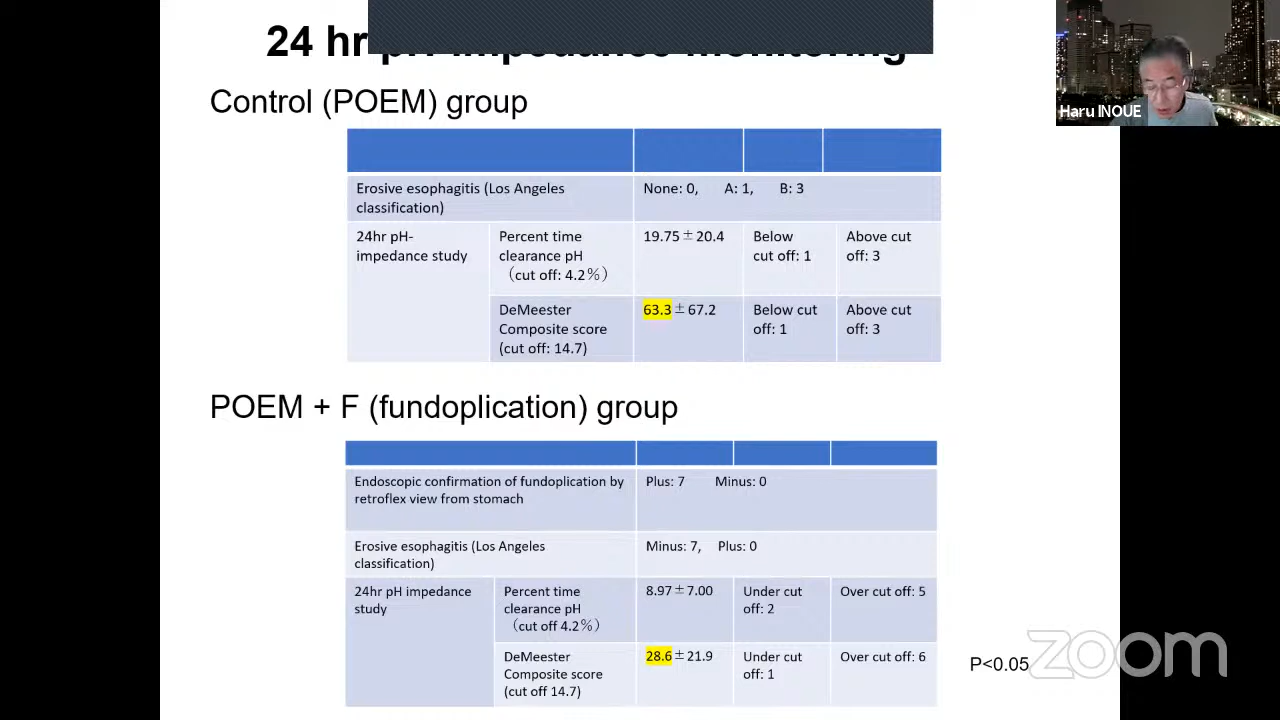 24 hr pH-impedance monitoring
Haru INOUE
Control (POEM) group
Erosive esophagitis (Los Angeles
classification)
None: 0, A: 1, B: 3
24hr pH-
impedance study
Percent time
clearance pH
(cut off: 4.2%)
19.75±20.4
Below
cut off: 1
Above cut
off: 3
DeMeester
Composite score
(cut off: 14.7)
63.3±67.2
Below cut
off: 1
Above cut
off: 3
POEM + F (fundoplication) group
Endoscopic confirmation of fundoplication by
retroflex view from stomach
Plus: 7 Minus: 0
Erosive esophagitis (Los Angeles
classification)
Minus: 7, Plus: 0
24hr pH impedance
study
Percent time
clearance pH
(cut off 4.2%)
8.97±7.00
Under cut
off: 2
Over cut off: 5
DeMeester
Composite score
(cut off 14.7)
28.6±21.9
Under cut
off: 1
Over cut off: 6
P<0.05
zoom